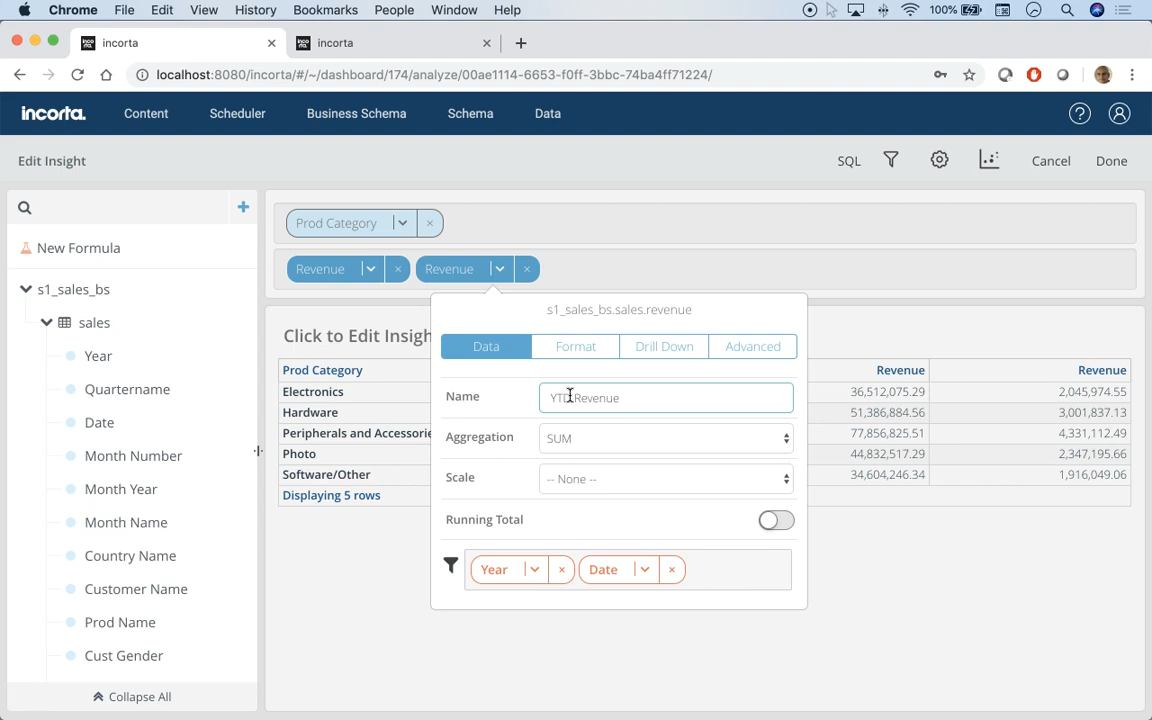 Chrome File Edit View History Bookmarks People Window Help 100%
incorta incorta
localhost:8080/incorta/#/~/dashboard/174/analyze/00ae1114-6653-f0ff-3bbc-74ba4ff71224/
incorta. Content Scheduler Business Schema Schema Data
Edit Insight SQL Cancel Done
Prod Category
New Formula
Revenue Revenue
s1_sales_bs
s1_sales_bs.sales.revenue
sales
Click to Edit Insigh
Data Format Drill Down Advanced
Year
Prod Category Revenue Revenue
Quartername
Electronics 36,512,075.29 2,045,974.55
Name YTD Revenue
Hardware 51,386,884.56 3,001,837.13
Date
Peripherals and Accessorie 77,856,825.51 4,331,112.49
Aggregation SUM
Month Number
Photo 44,832,517.29 2,347,195.66
Software/Other 34,604,246.34 1,916,049.06
Scale -- None --
Month Year
Displaying 5 rows
Month Name
Running Total
Country Name
Year Date
Customer Name
Prod Name
Cust Gender
Collapse All